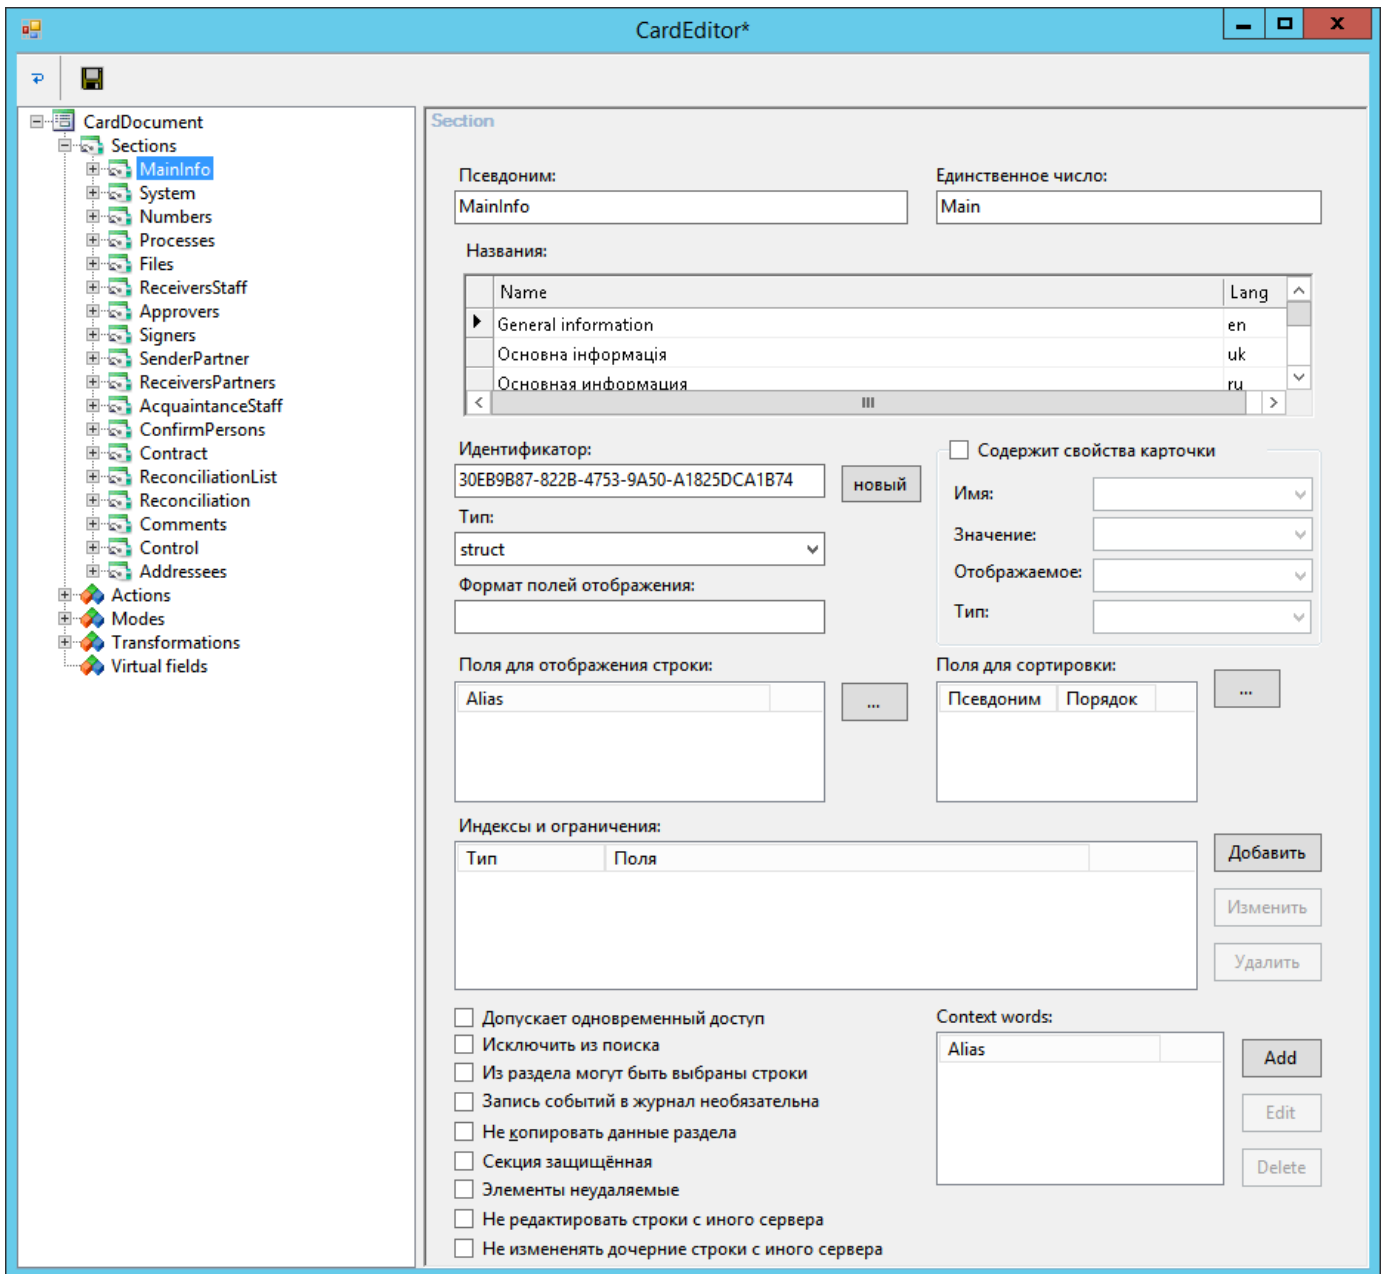 CardEditor*
CardDocument
Sections
MainInfo
System
Numbers
Processes
Files
ReceiversStaff
Approvers
Signers
SenderPartner
ReceiversPartners
AcquaintanceStaff
ConfirmPersons
Contract
ReconciliationList
Reconciliation
Comments
Control
Addressees
Actions
Modes
Transformations
Virtual fields
Section
Псевдоним: Единственное число:
MainInfo Main
Названия:
Name Lang
General information en
Основна інформація uk
Основная информация ru
Идентификатор:
30EB9B87-822B-4753-9A50-A1825DCA1B74 новый
Тип:
struct
Формат полей отображения:
Содержит свойства карточки
Имя:
Значение:
Отображаемое:
Тип:
Поля для отображения строки: Поля для сортировки:
Alias ... Псевдоним Порядок ...
Индексы и ограничения:
Тип Поля
Добавить
Изменить
Удалить
Допускает одновременный доступ
Исключить из поиска
Из раздела могут быть выбраны строки
Запись событий в журнал необязательна
Не копировать данные раздела
Секция защищённая
Элементы неудаляемые
Не редактировать строки с иного сервера
Не измененять дочерние строки с иного сервера
Context words:
Alias
Add
Edit
Delete